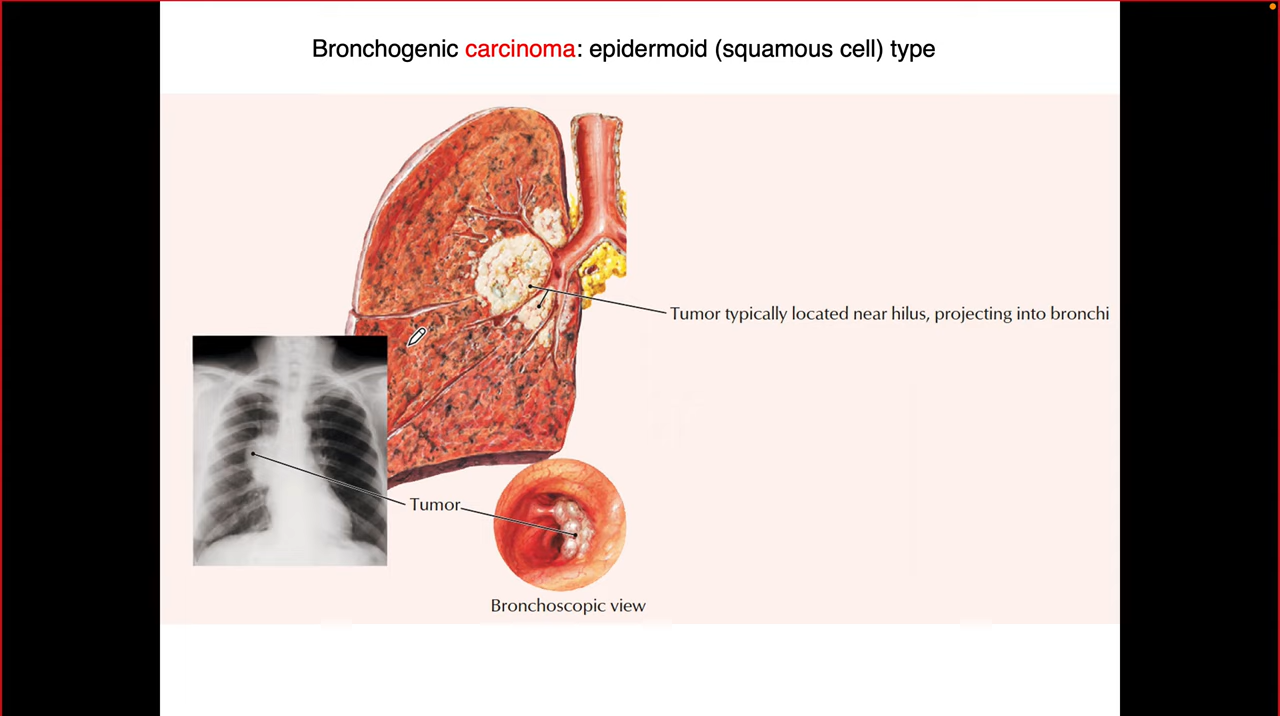 Bronchogenic carcinoma: epidermoid (squamous cell) type
Tumor typically located near hilus, projecting into bronchi
Tumor
Bronchoscopic view